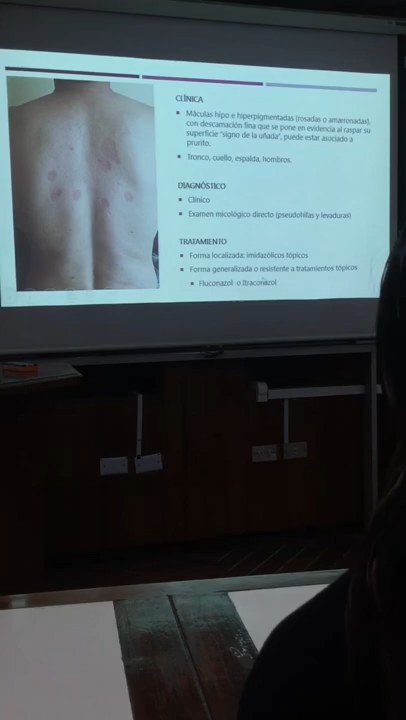 CLÍNICA
Máculas hipo e hiperpigmentadas (rosadas o amarronadas),
con descamación fina que se pone en evidencia al raspar su
superficie "signo de la uñada", puede estar asociado a
prurito.
Tronco, cuello, espalda, hombros.
DIAGNÓSTICO
Clínico
Examen micológico directo (pseudohifas y levaduras)
TRATAMIENTO
Forma localizada: imidazólicos tópicos
Forma generalizada o resistente a tratamientos tópicos
Fluconazol o Itraconazol